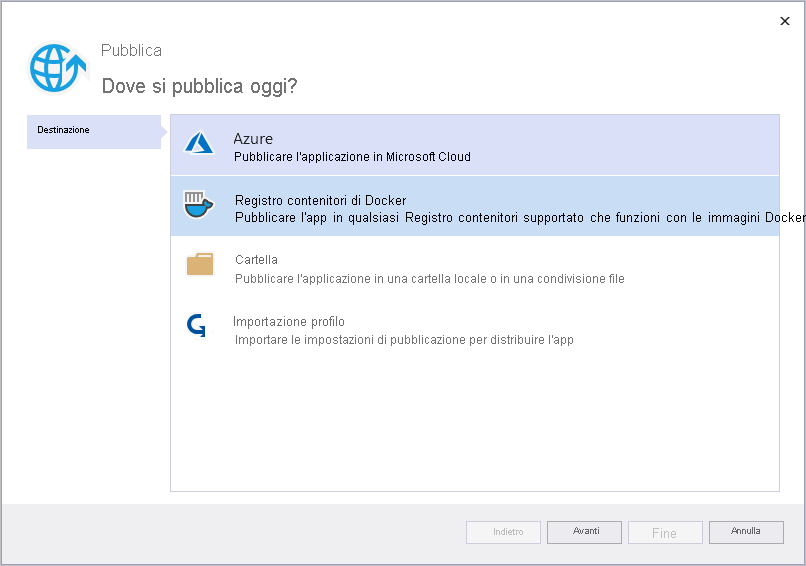 Pubblica
Dove si pubblica oggi?
Destinazione
Azure
Pubblicare l'applicazione in Microsoft Cloud
Registro contenitori di Docker
Pubblicare l'app in qualsiasi Registro contenitori supportato che funzioni con le immagini Docker
Cartella
Pubblicare l'applicazione in una cartella locale o in una condivisione file
Importazione profilo
Importare le impostazioni di pubblicazione per distribuire l'app
Indietro
Avanti
Fine
Annulla